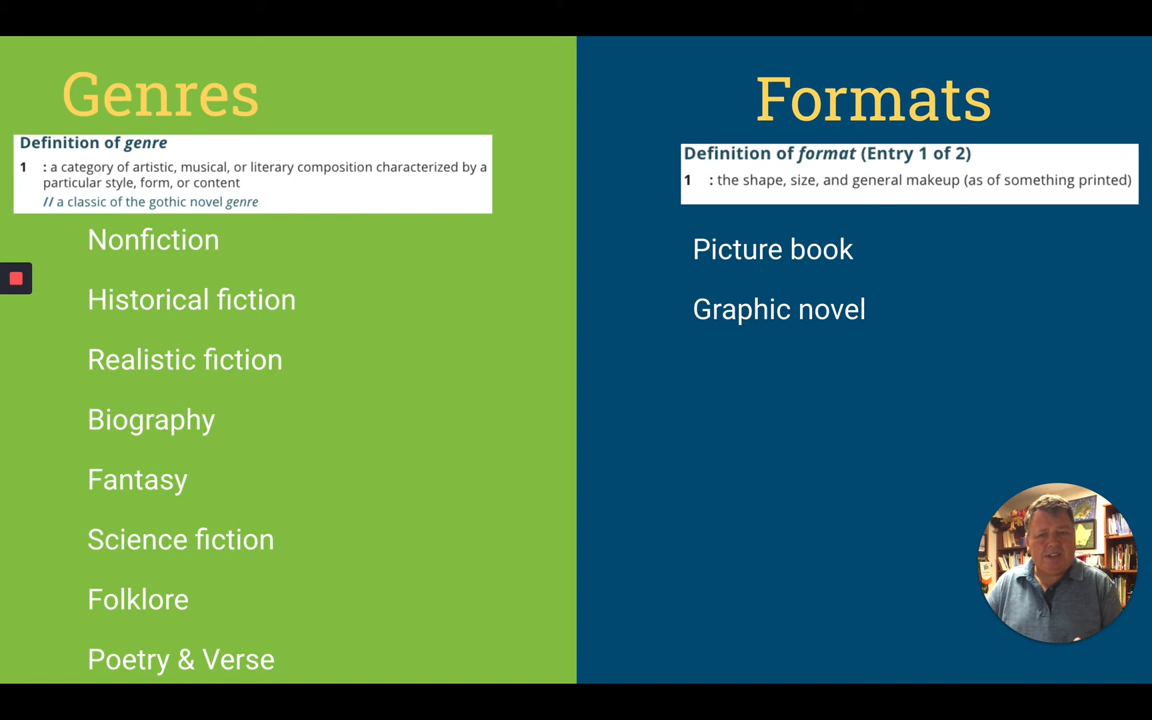 Genres
Definition of genre
1 : a category of artistic, musical, or literary composition characterized by a
particular style, form, or content
// a classic of the gothic novel genre
Nonfiction
Historical fiction
Realistic fiction
Biography
Fantasy
Science fiction
Folklore
Poetry & Verse
Formats
Definition of format (Entry 1 of 2)
1 : the shape, size, and general makeup (as of something printed)
Picture book
Graphic novel